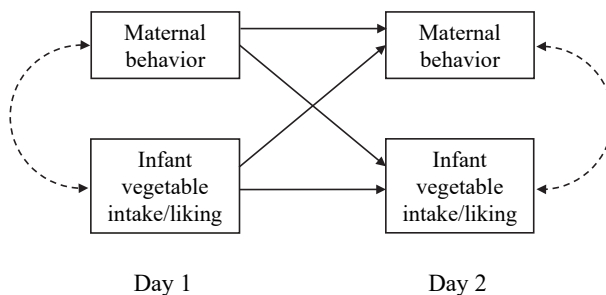 Maternal
behavior
Maternal
behavior
Infant
vegetable
intake/liking
Infant
vegetable
intake/liking
Day 1
Day 2